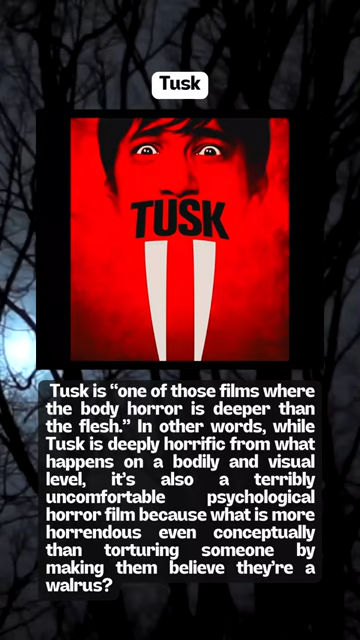 Tusk
TUSK
Tusk is “one of those films where
the body horror is deeper than
the flesh.” In other words, while
Tusk is deeply horrific from what
happens on a bodily and visual
level, it’s also a terribly
uncomfortable psychological
horror film because what is more
horrendous even conceptually
than torturing someone by
making them believe they’re a
walrus?